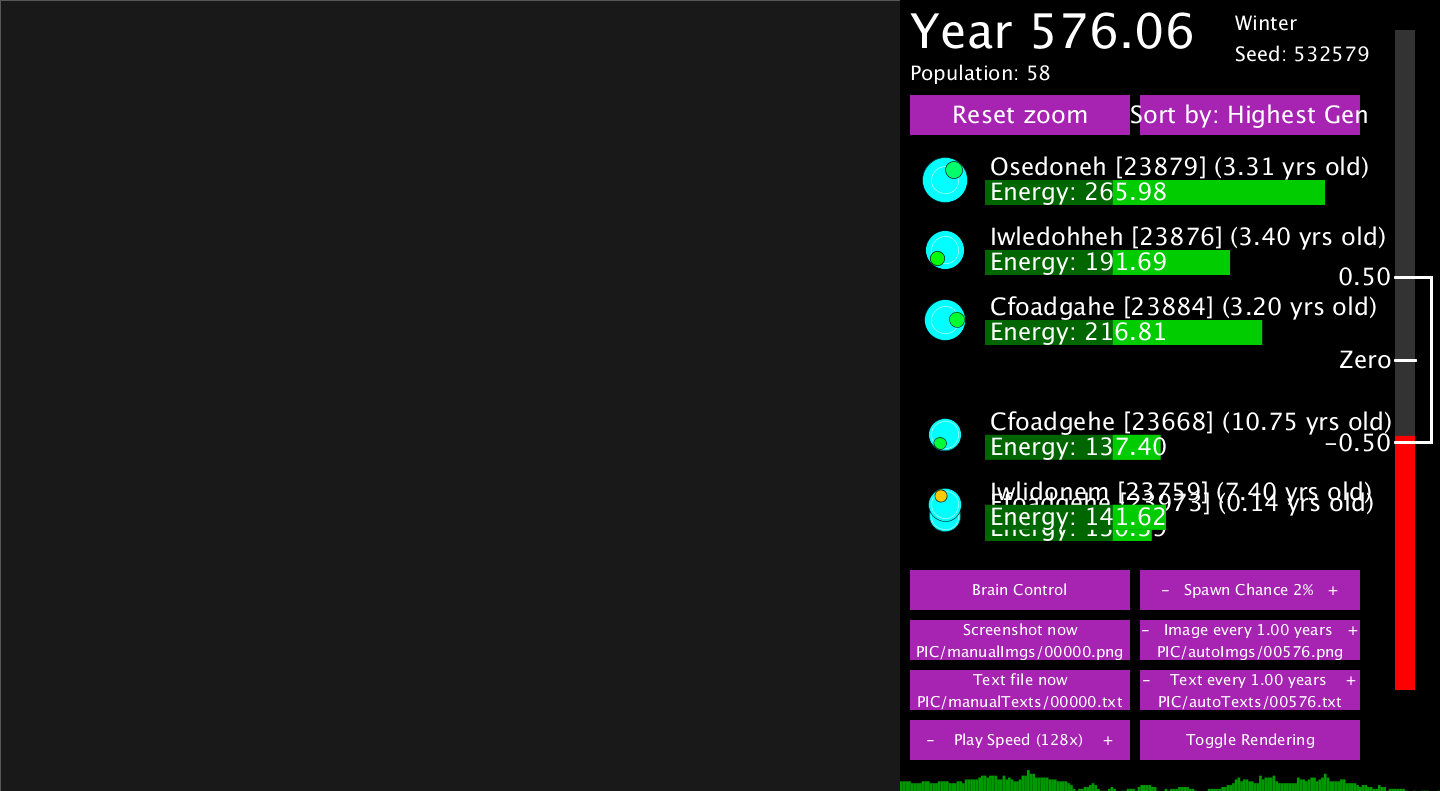 Year 576.06
Winter
Seed: 532579
Population: 58
Reset zoom
Sort by: Highest Gen
Osedoneh [23879] (3.31 yrs old)
Energy: 265.98
Iwledohheh [23876] (3.40 yrs old)
Energy: 191.69
0.50
Cfoadgahe [23884] (3.20 yrs old)
Energy: 216.81
Zero
Cfoadgehe [23668] (10.75 yrs old)
Energy: 137.40
-0.50
Iwlidonem [23759] (7.40 yrs old)
[23973] (0.14 yrs old)
Energy: 141.62
Energy:
Brain Control
- Spawn Chance 2% +
Screenshot now
PIC/manualImgs/00000.png
- Image every 1.00 years +
PIC/autoImgs/00576.png
Text file now
PIC/manualTexts/00000.txt
- Text every 1.00 years +
PIC/autoTexts/00576.txt
- Play Speed (128x) +
Toggle Rendering